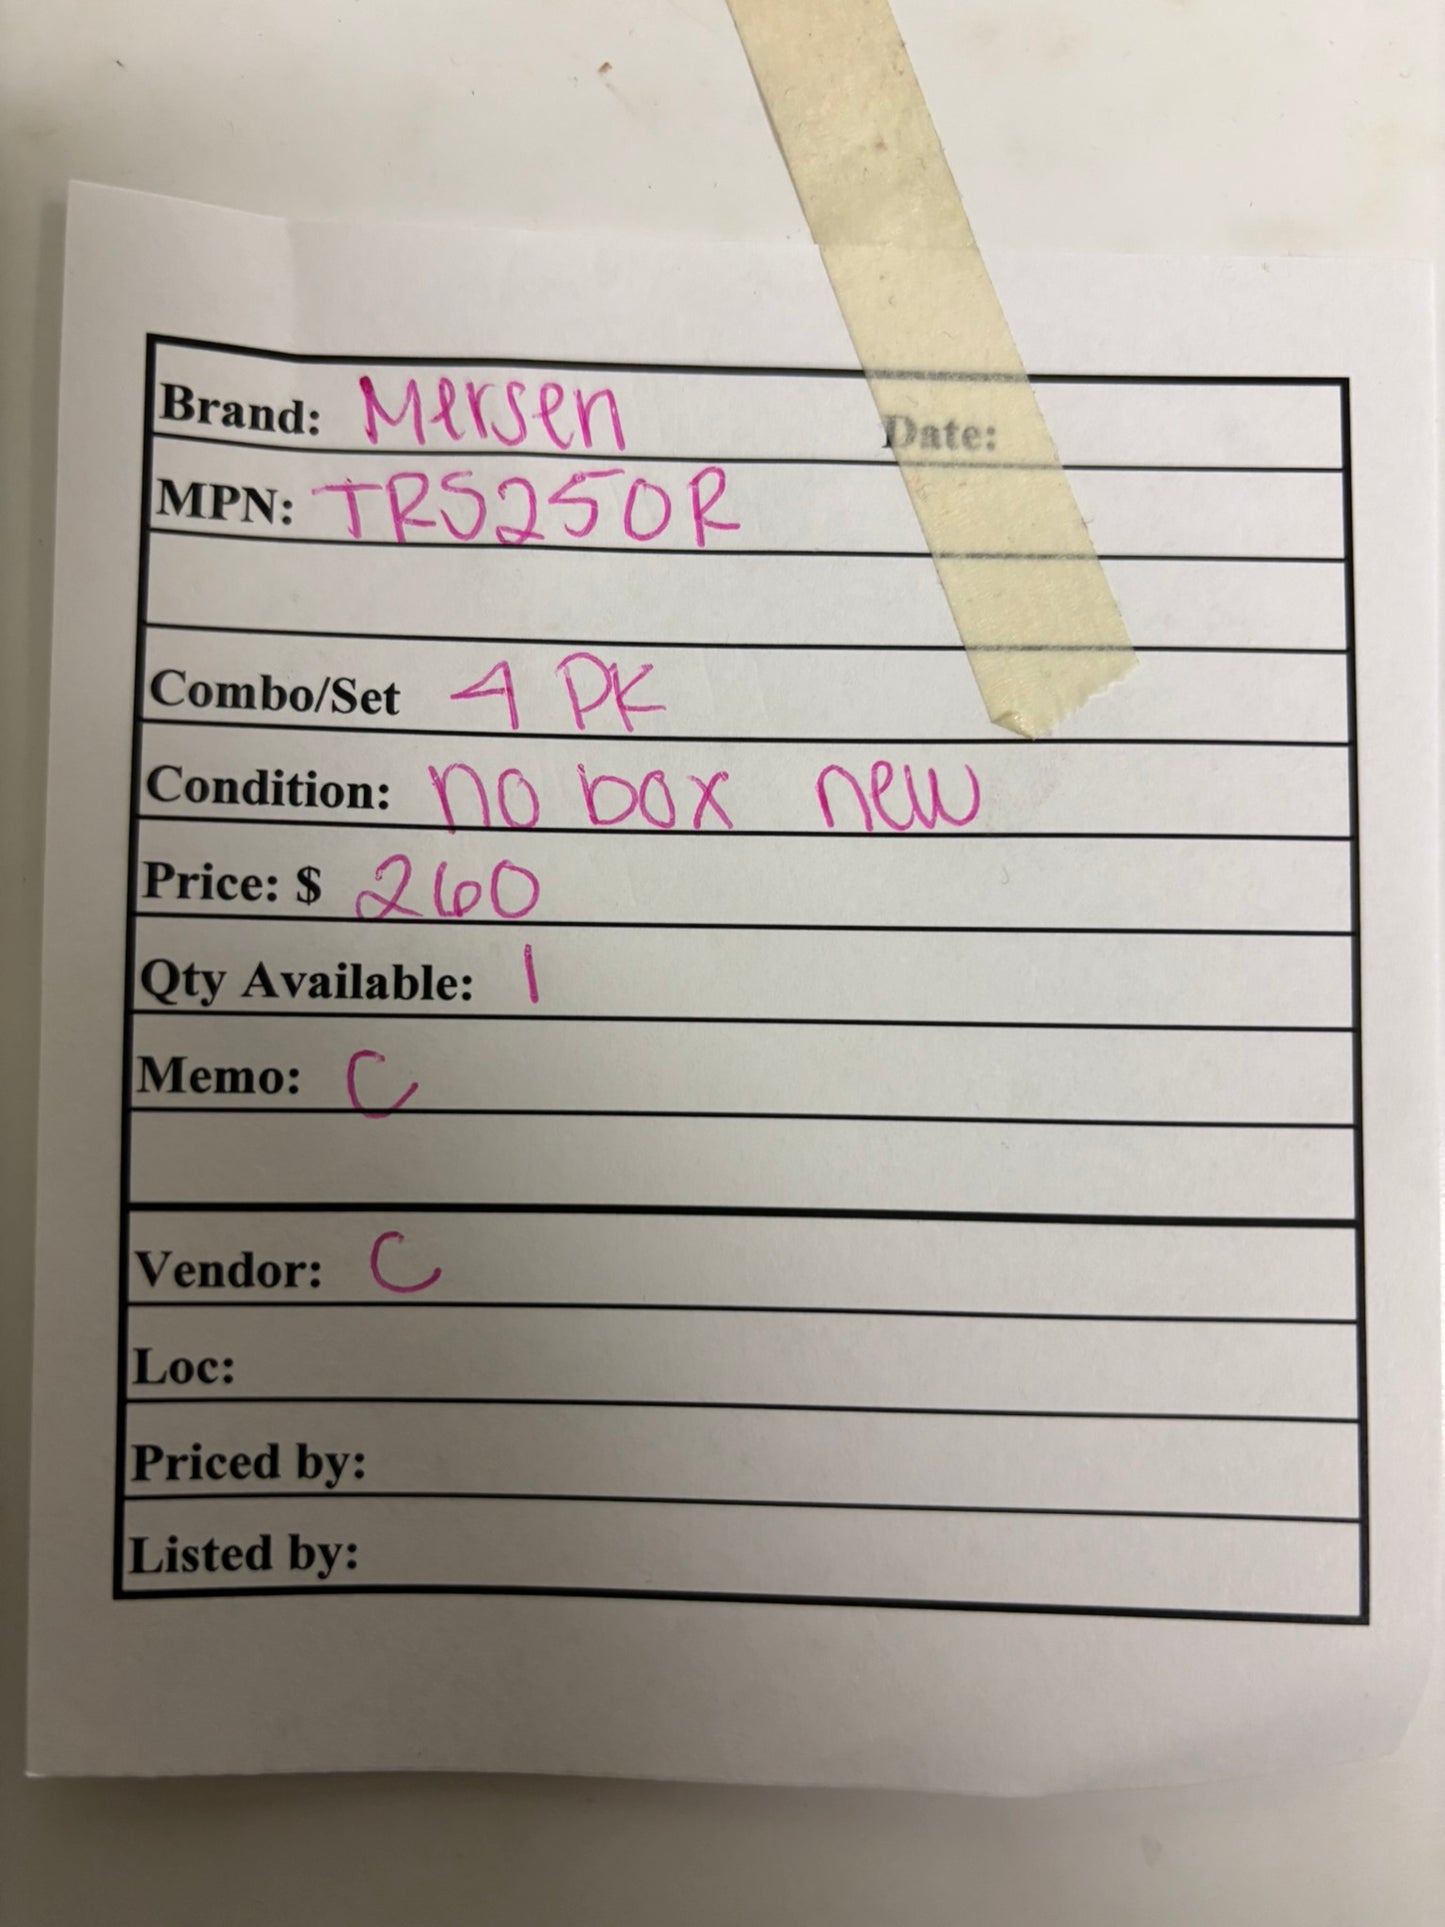 Brand: Mersen Date:
MPN: TRS250R
Combo/Set 4 PK
Condition: no box new
Price: $ 260
Qty Available: 1
Memo: C
Vendor: C
Loc:
Priced by:
Listed by: